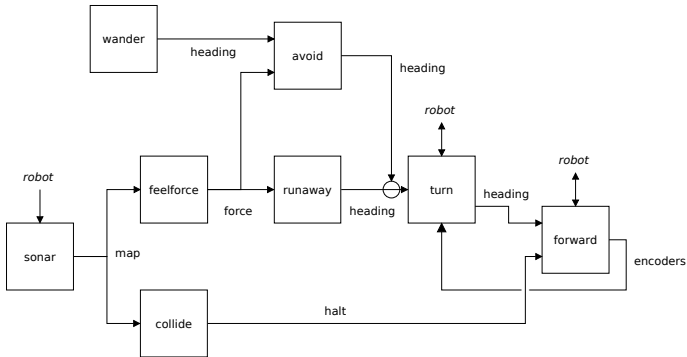 wander
heading
avoid
heading
robot
robot
robot
feelforce
runaway
turn
heading
force
heading
sonar
map
forward
encoders
halt
collide